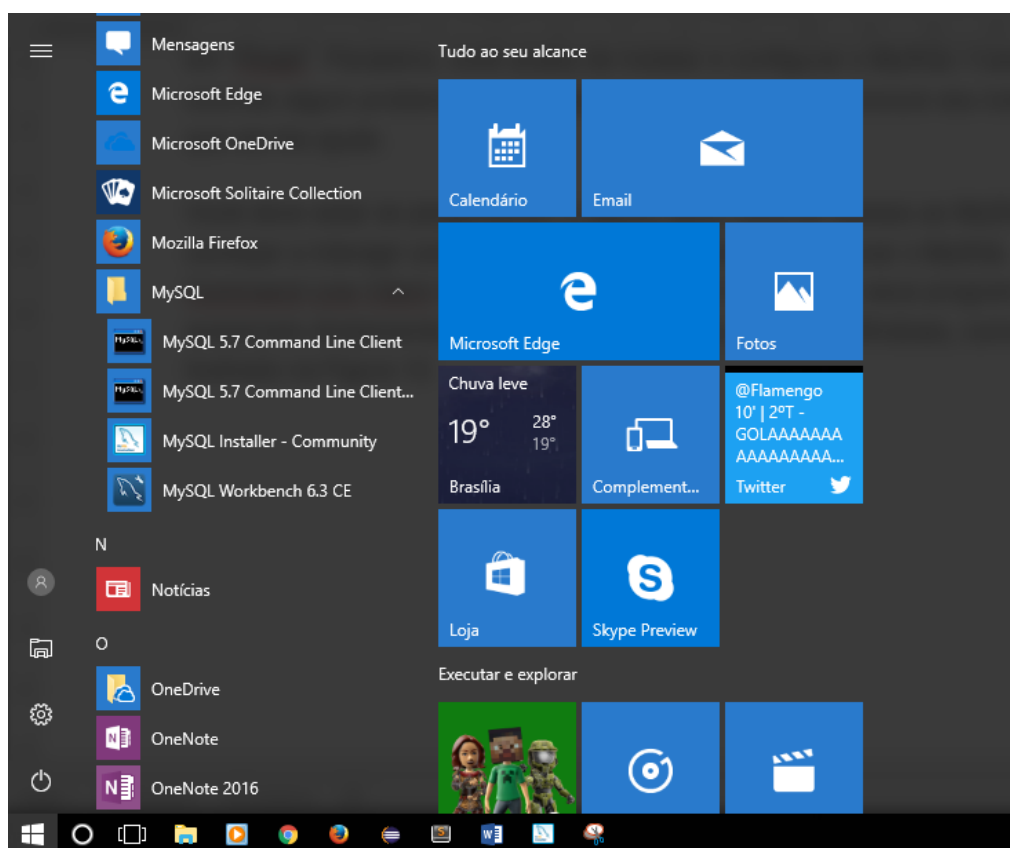 Mensagens
Microsoft Edge
Microsoft OneDrive
Microsoft Solitaire Collection
Mozilla Firefox
MySQL
MySQL 5.7 Command Line Client
MySQL 5.7 Command Line Client...
MySQL Installer - Community
MySQL Workbench 6.3 CE
N
Notícias
O
OneDrive
OneNote
OneNote 2016
Tudo ao seu alcance
Calendário
Email
Microsoft Edge
Fotos
Chuva leve
19° 28°
19°
Brasília
Complement...
@Flamengo
10' | 2ºT -
GOLAAAAAAA
AAAAAAAAA...
Twitter
Loja
Skype Preview
Executar e explorar